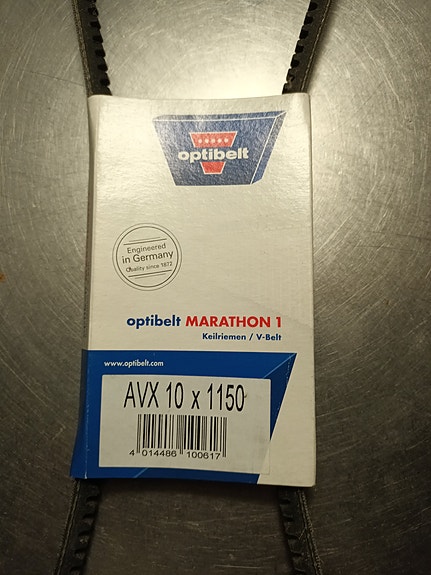 optibelt
Engineered
in Germany
Quality since 1872
optibelt MARATHON 1
Keilriemen / V-Belt
www.optibelt.com
AVX 10 x 1150
4 014486 100617